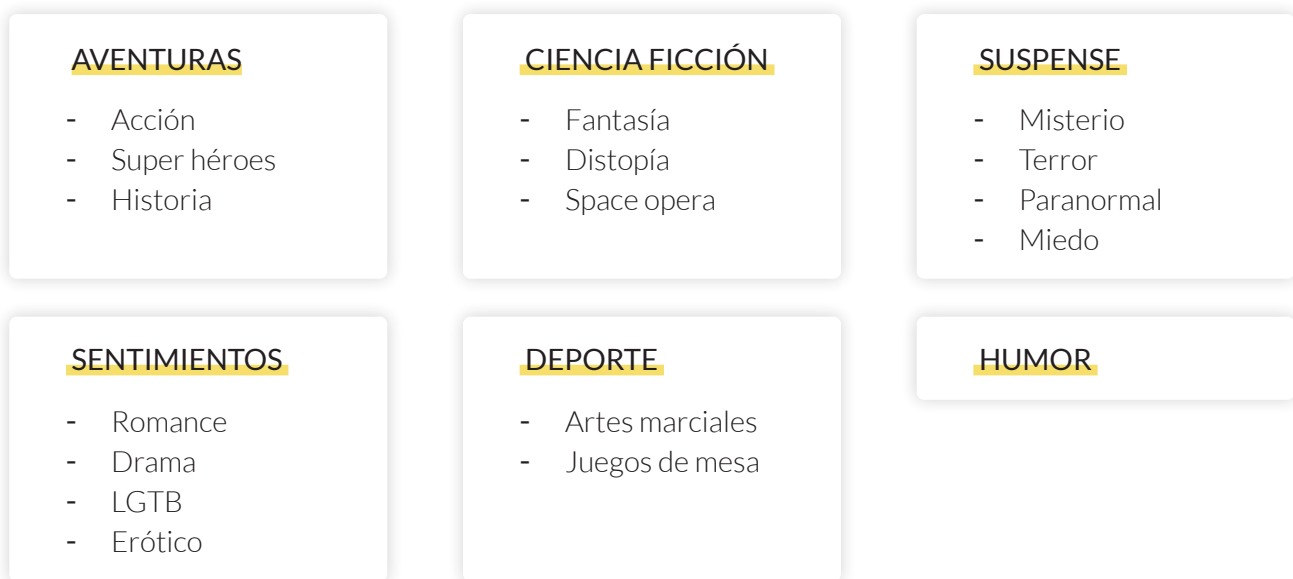 AVENTURAS
- Acción
- Super héroes
- Historia
CIENCIA FICCIÓN
- Fantasía
- Distopía
- Space opera
SUSPENSE
- Misterio
- Terror
- Paranormal
- Miedo
SENTIMIENTOS
- Romance
- Drama
- LGTB
- Erótico
DEPORTE
- Artes marciales
- Juegos de mesa
HUMOR